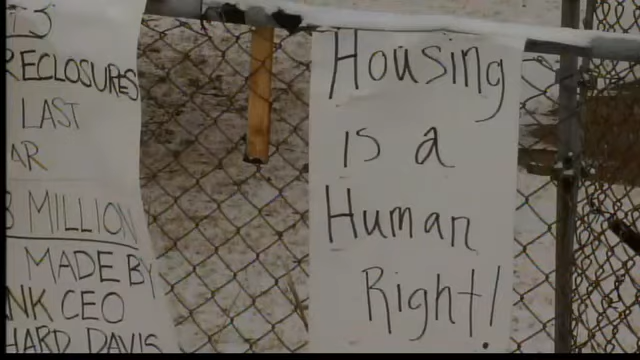 RECLOSURES
LAST
AR
MILLION
MADE BY
NK CEO
HARD DAVIS
Housing
is a
Human
Right!